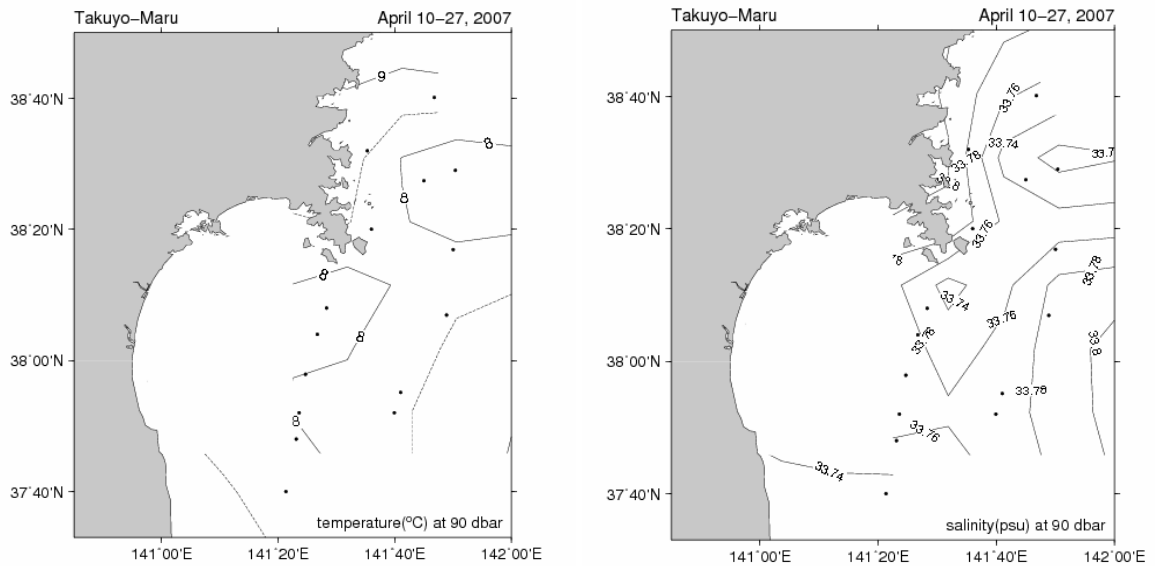 Takuyo-Maru April 10-27, 2007
38°40'N
38°20'N
38°00'N
37°40'N
9
8
8
8
8
8
temperature(°C) at 90 dbar
141°00'E 141°20'E 141°40'E 142°00'E
Takuyo-Maru April 10-27, 2007
38°40'N
38°20'N
38°00'N
37°40'N
33.76
33.74
33.7
33.78
33.76
33.78
33.74
33.76
33.76
33.8
33.78
33.76
33.74
salinity(psu) at 90 dbar
141°00'E 141°20'E 141°40'E 142°00'E